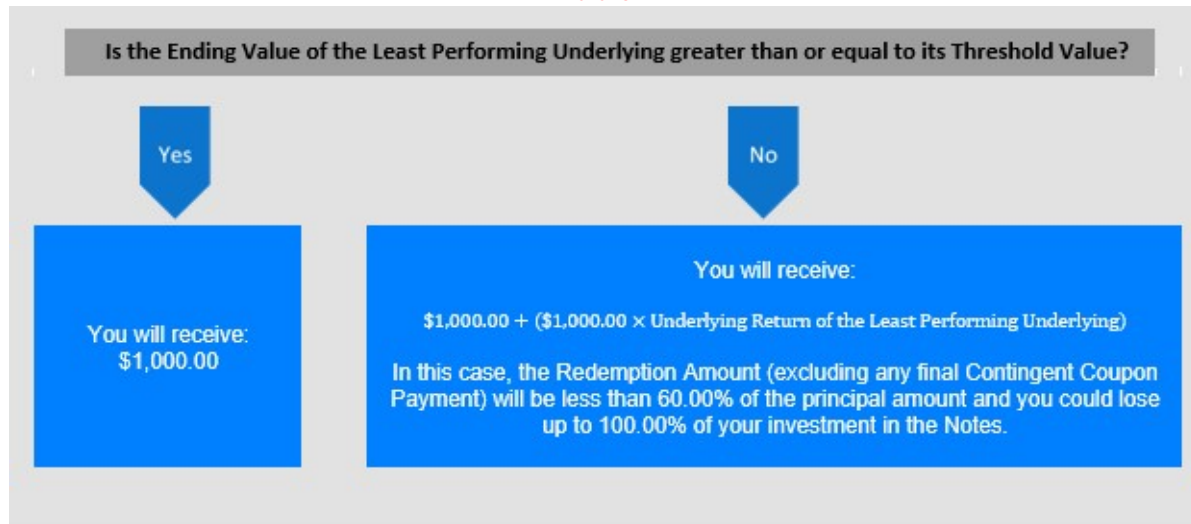 Is the Ending Value of the Least Performing Underlying greater than or equal to its Threshold Value?
Yes
No
You will receive:
$1,000.00
You will receive:
$1,000.00 + ($1,000.00 × Underlying Return of the Least Performing Underlying)
In this case, the Redemption Amount (excluding any final Contingent Coupon
Payment) will be less than 60.00% of the principal amount and you could lose
up to 100.00% of your investment in the Notes.